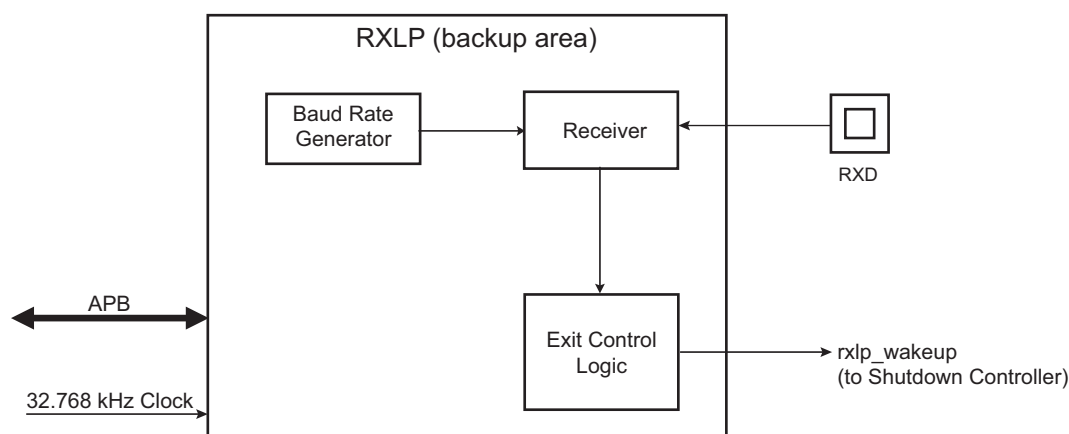 RXLP (backup area)
Baud Rate
Generator
Receiver
RXD
APB
Exit Control
Logic
rxlp_wakeup
(to Shutdown Controller)
32.768 kHz Clock